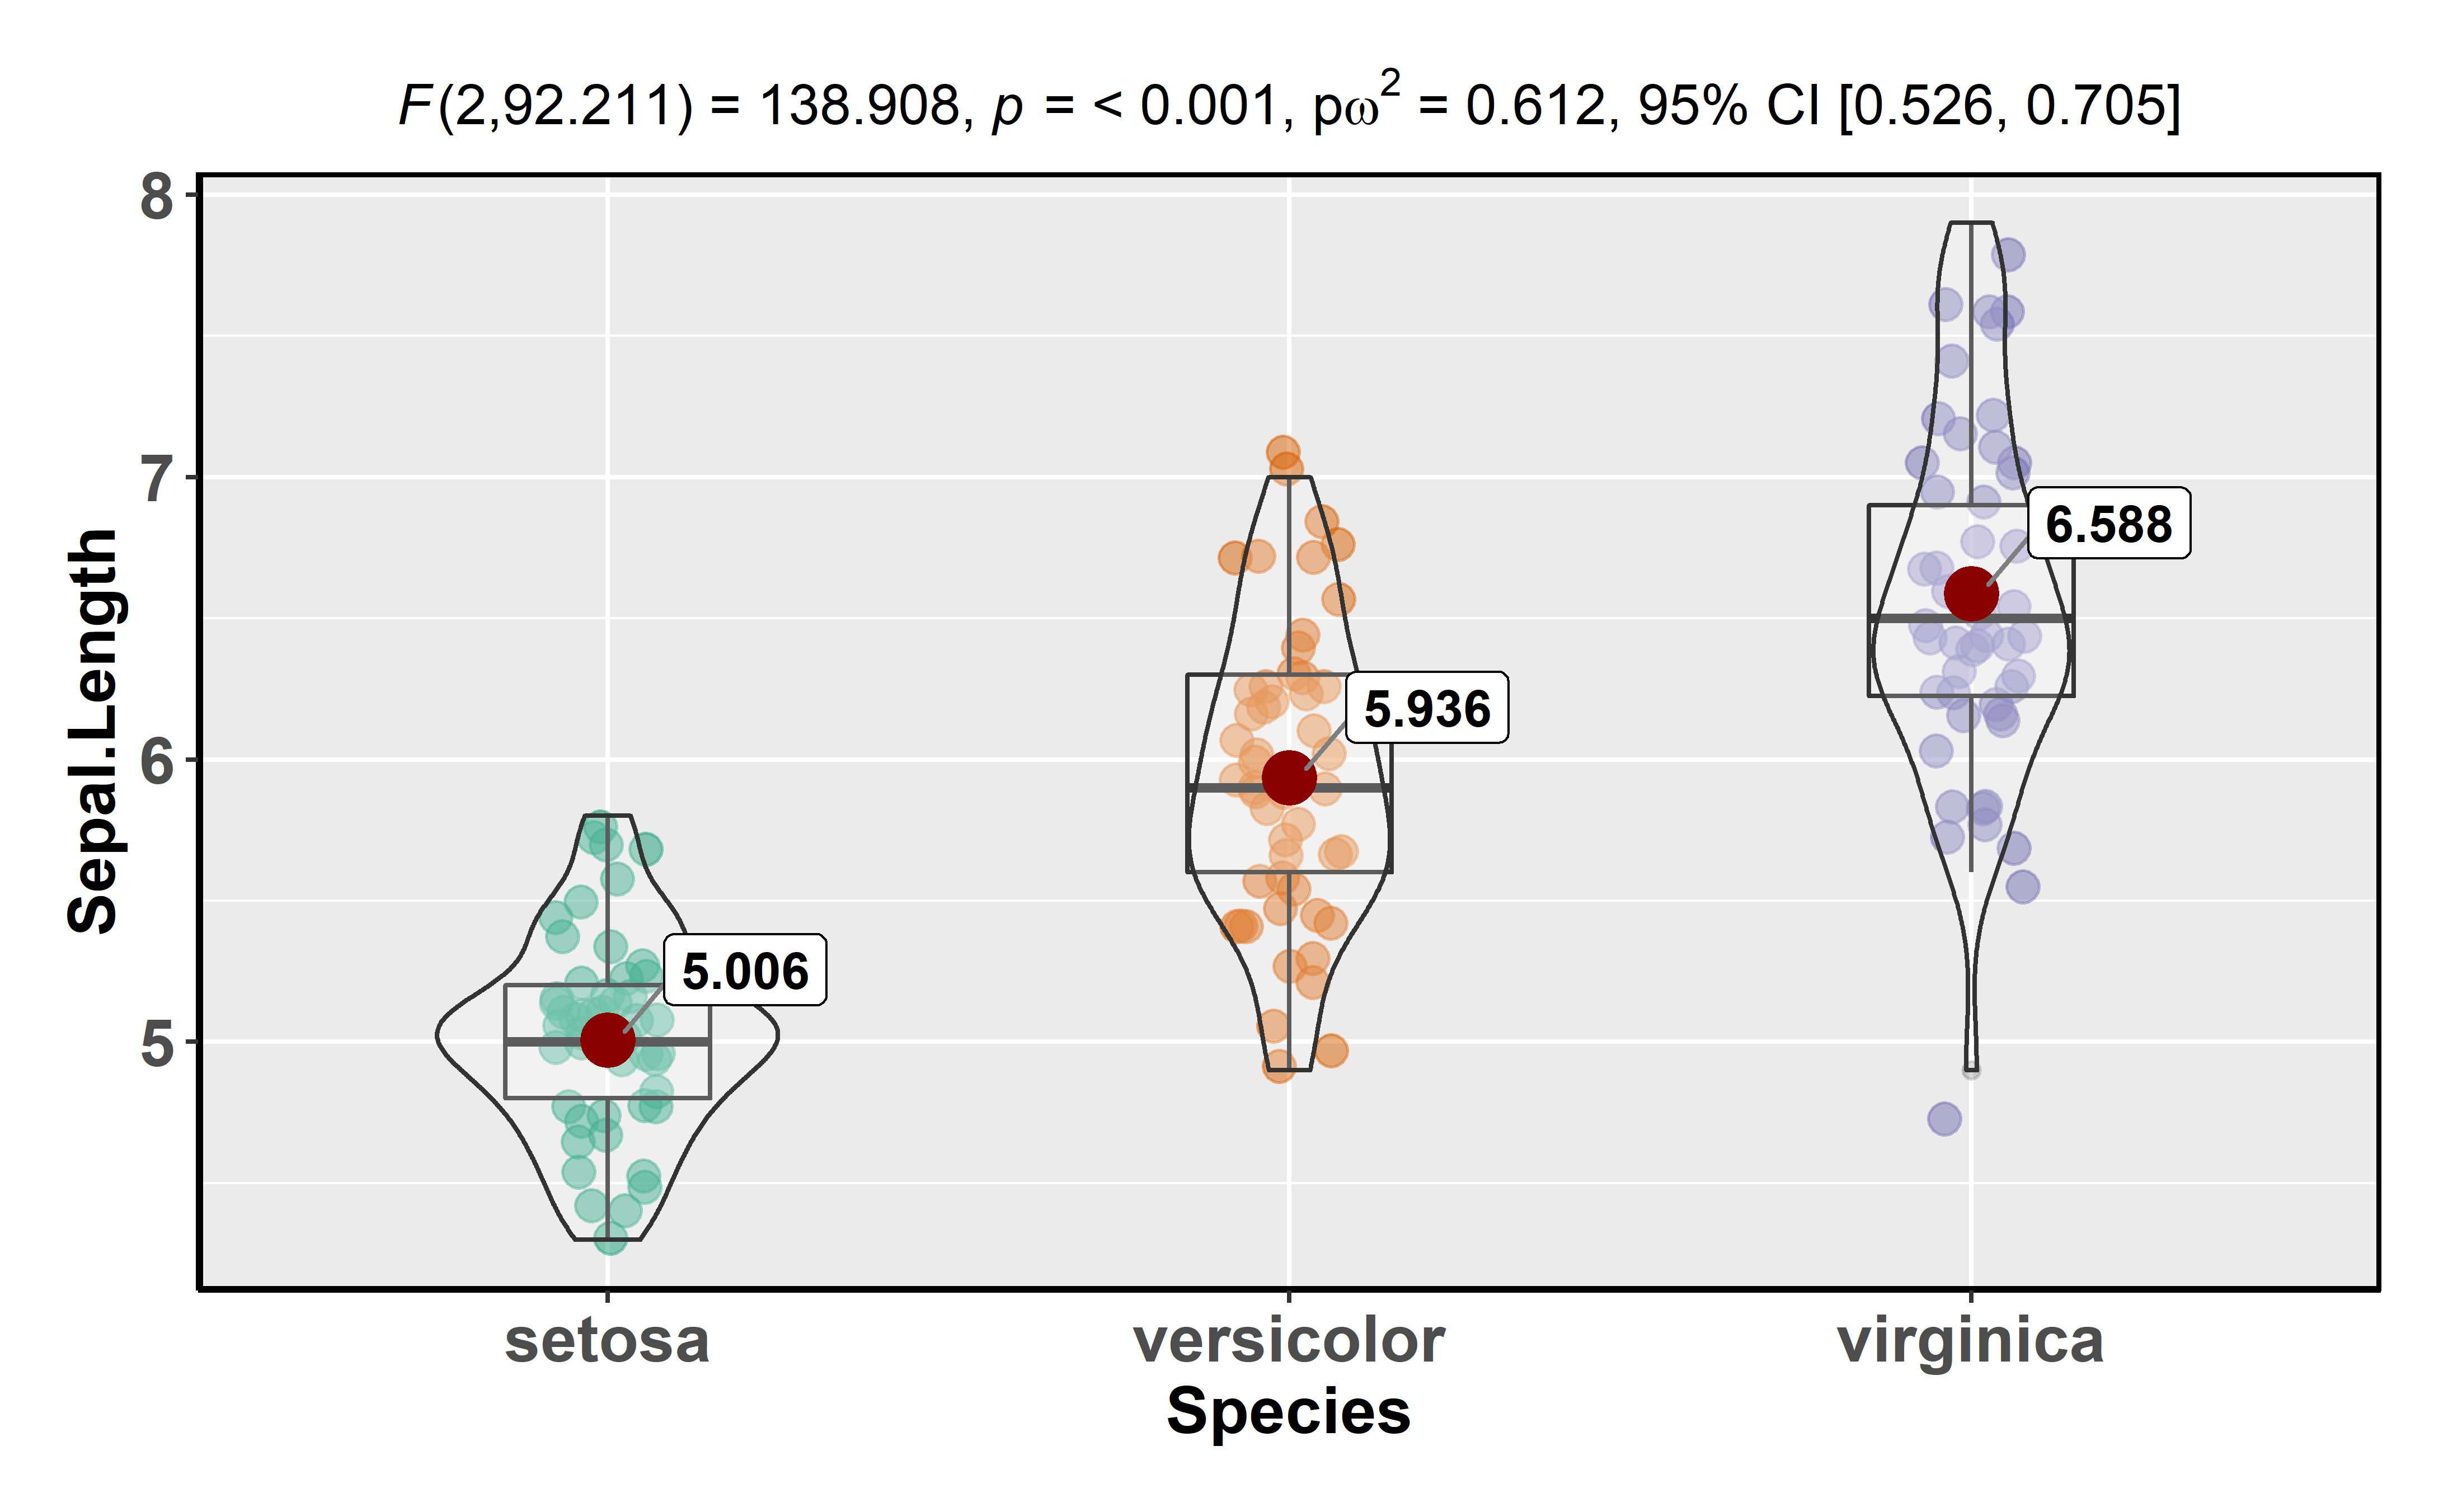 F(2,92.211) = 138.908, p = < 0.001, pω² = 0.612, 95% CI [0.526, 0.705]
Sepal.Length
8
7
6
5
6.588
5.936
5.006
setosa versicolor virginica
Species